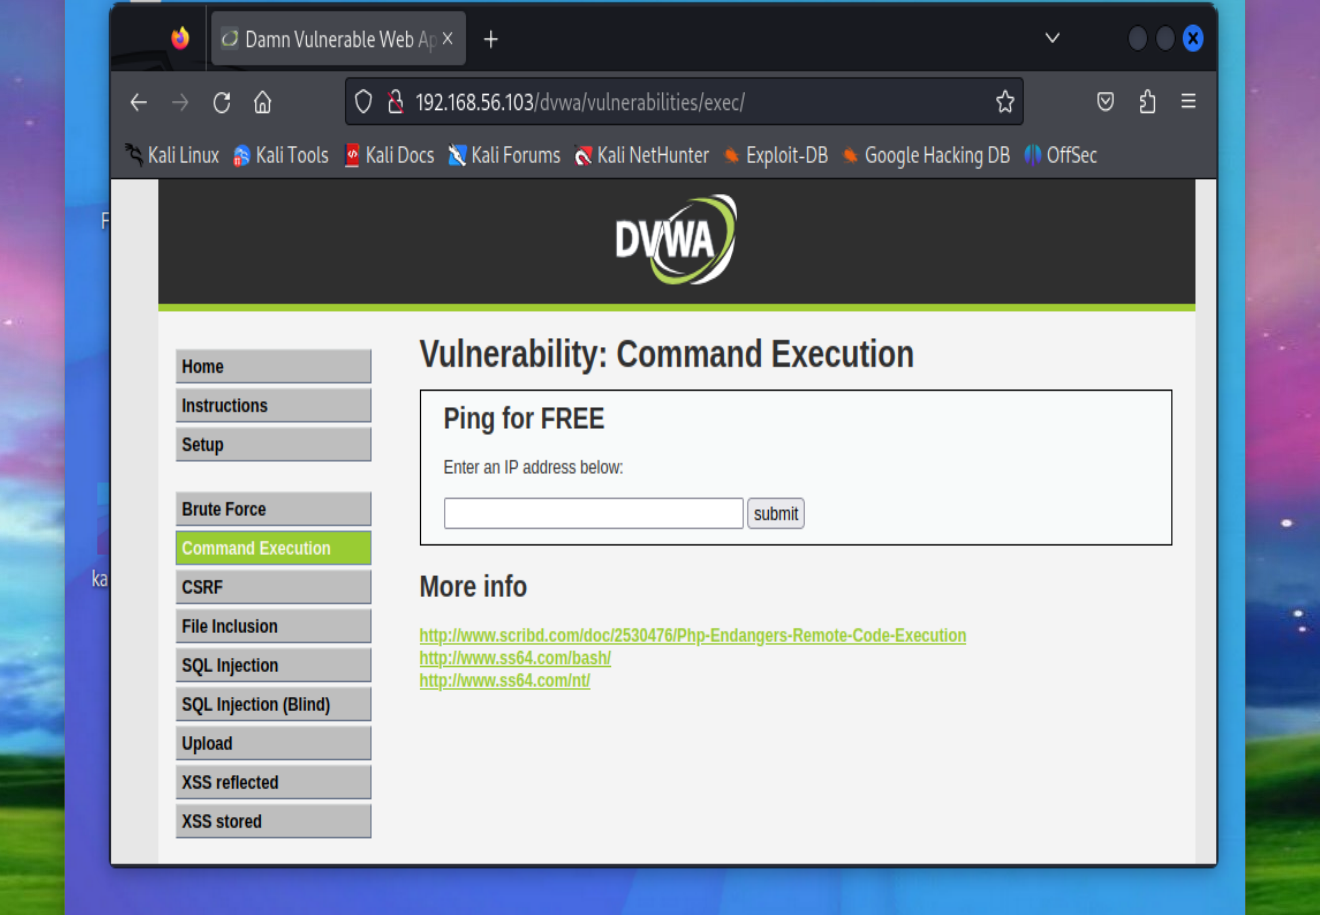 Damn Vulnerable Web Ap
192.168.56.103/dvwa/vulnerabilities/exec/
Kali Linux Kali Tools Kali Docs Kali Forums Kali NetHunter Exploit-DB Google Hacking DB OffSec
DVWA
Vulnerability: Command Execution
Home
Instructions
Setup
Brute Force
Command Execution
CSRF
File Inclusion
SQL Injection
SQL Injection (Blind)
Upload
XSS reflected
XSS stored
Ping for FREE
Enter an IP address below:
submit
More info
http://www.scribd.com/doc/2530476/Php-Endangers-Remote-Code-Execution
http://www.ss64.com/bash/
http://www.ss64.com/nt/
F
ka